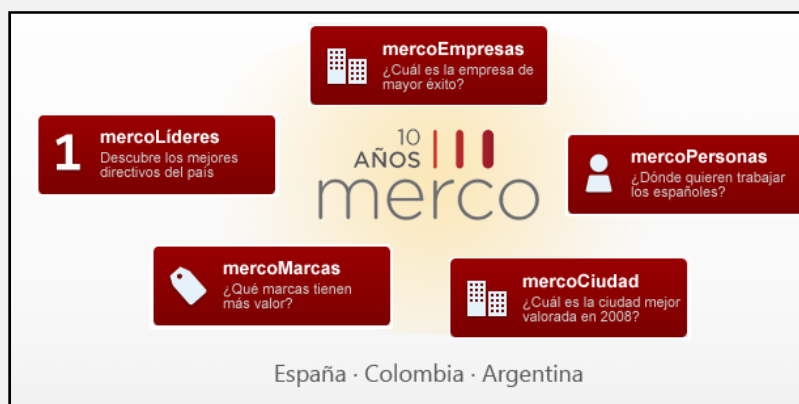 mercoEmpresas
¿Cuál es la empresa de
mayor éxito?
1
mercoLíderes
Descubre los mejores
directivos del país
10
AÑOS
merco
mercoPersonas
¿Dónde quieren trabajar
los españoles?
mercoMarcas
¿Qué marcas tienen
más valor?
mercoCiudad
¿Cuál es la ciudad mejor
valorada en 2008?
España · Colombia · Argentina